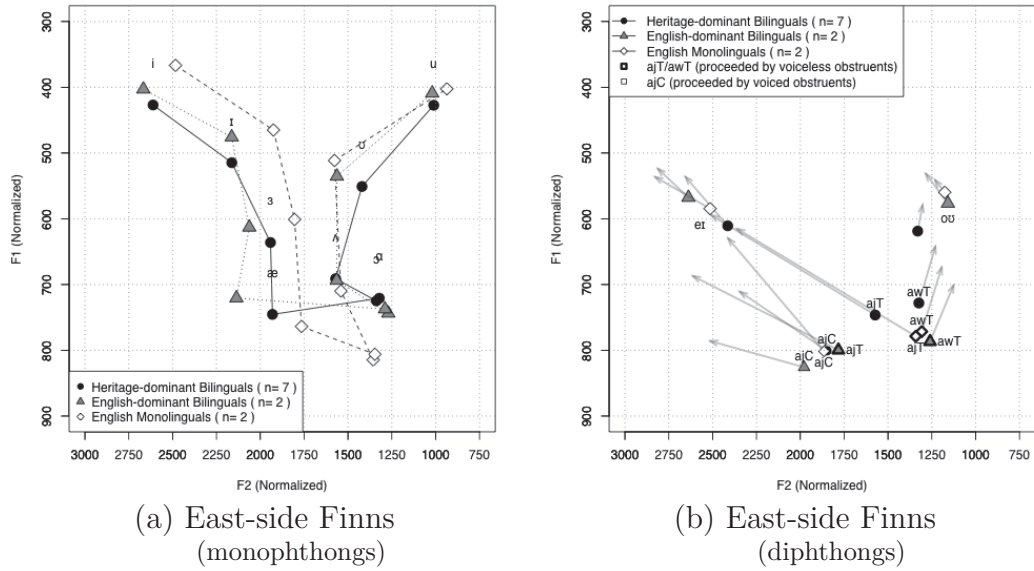 300
400
500
600
700
800
900
F1 (Normalized)
i
u
ɪ
ʊ
ɜ
ʌ
ɔ
ɑ
æ
Heritage-dominant Bilinguals ( n= 7)
English-dominant Bilinguals ( n= 2)
English Monolinguals ( n= 2)
3000 2750 2500 2250 2000 1750 1500 1250 1000 750
F2 (Normalized)
(a) East-side Finns
(monophthongs)
300
400
500
600
700
800
900
F1 (Normalized)
Heritage-dominant Bilinguals ( n= 7)
English-dominant Bilinguals ( n= 2)
English Monolinguals ( n= 2)
ajT/awT (proceeded by voiceless obstruents)
ajC (proceeded by voiced obstruents)
eɪ
oʊ
ajT
awT
awT
ajT
awT
ajC
ajC
ajT
ajC
3000 2750 2500 2250 2000 1750 1500 1250 1000 750
F2 (Normalized)
(b) East-side Finns
(diphthongs)